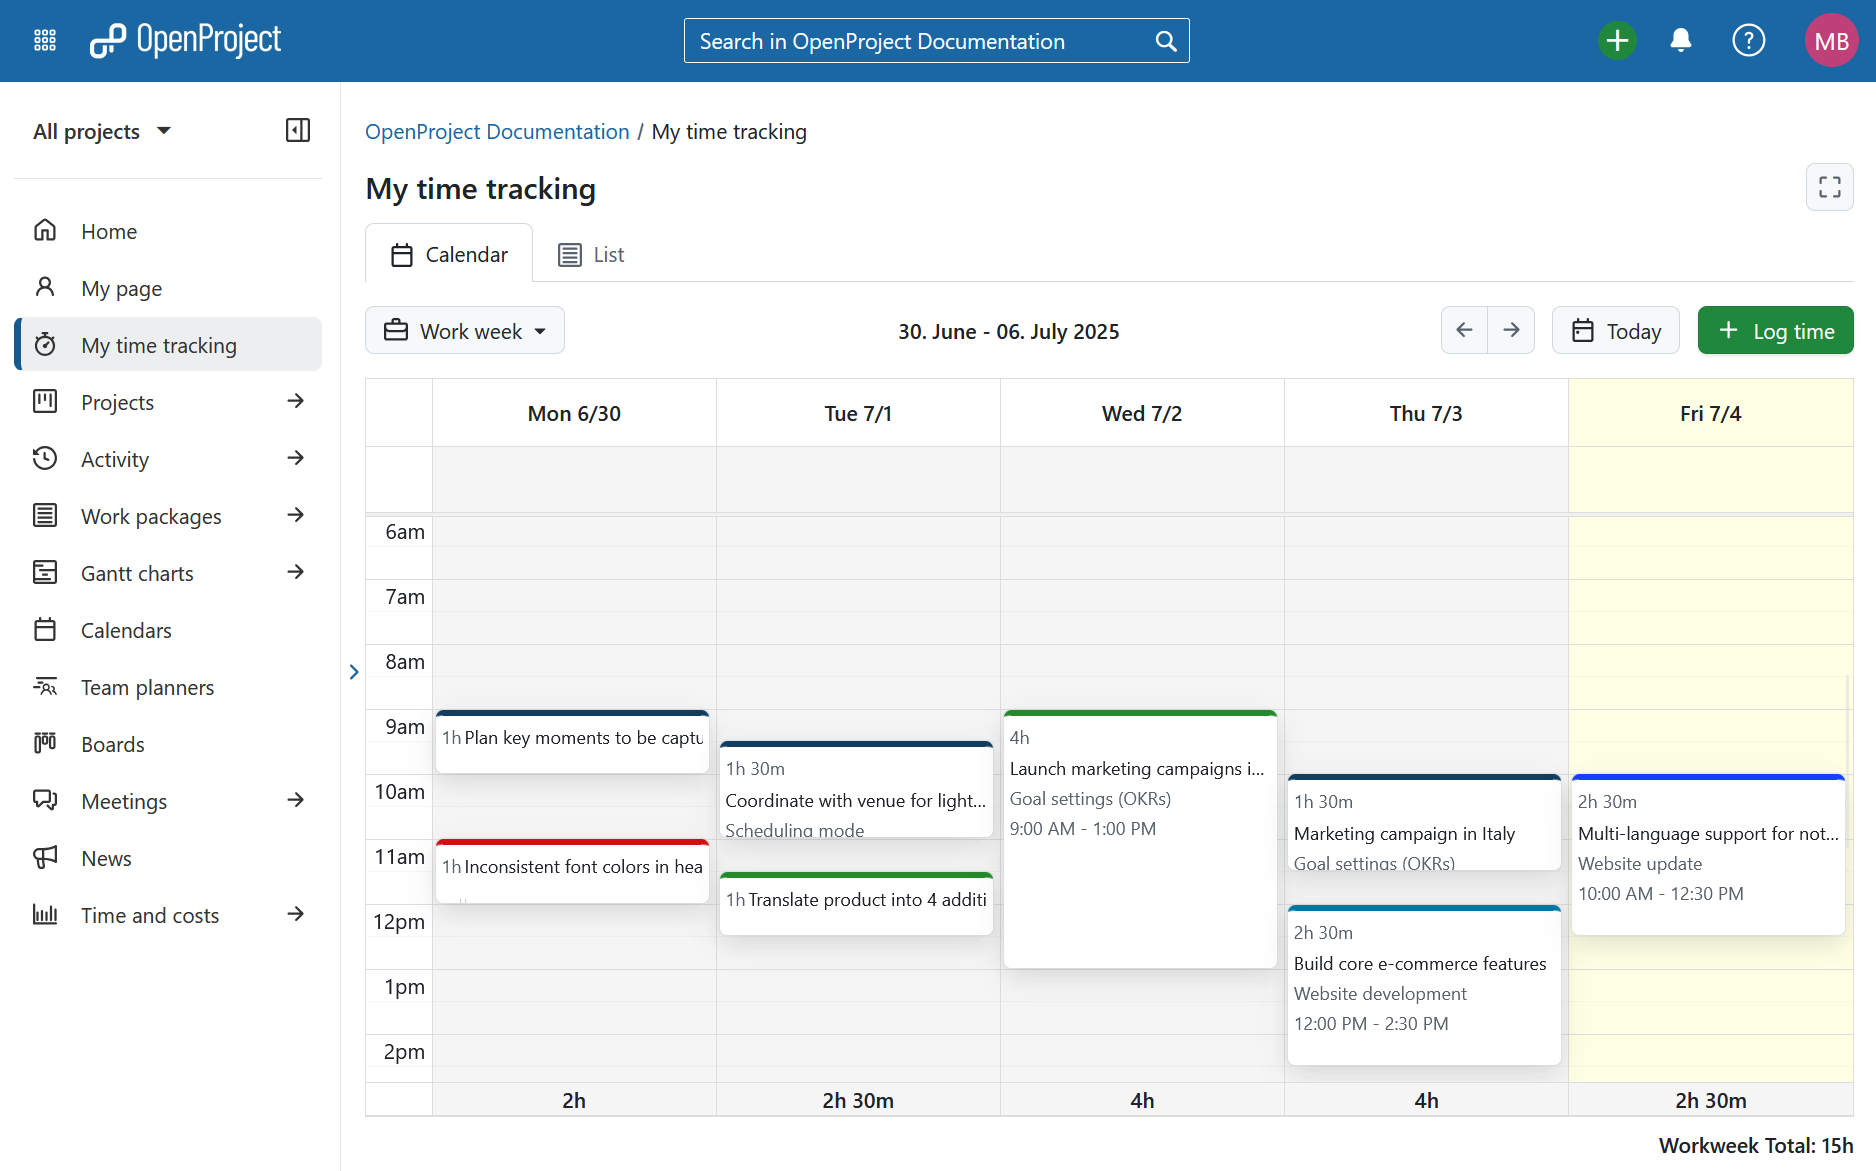 OpenProject
Search in OpenProject Documentation
MB
All projects
OpenProject Documentation / My time tracking
My time tracking
Home
My page
My time tracking
Projects
Activity
Work packages
Gantt charts
Calendars
Team planners
Boards
Meetings
News
Time and costs
Calendar
List
Work week
30. June - 06. July 2025
Today
Log time
Mon 6/30
Tue 7/1
Wed 7/2
Thu 7/3
Fri 7/4
6am
7am
8am
9am
10am
11am
12pm
1pm
2pm
1h Plan key moments to be captu
1h Inconsistent font colors in hea
1h 30m
Coordinate with venue for light...
Scheduling mode
1h Translate product into 4 additi
4h
Launch marketing campaigns i...
Goal settings (OKRs)
9:00 AM - 1:00 PM
1h 30m
Marketing campaign in Italy
Goal settings (OKRs)
2h 30m
Build core e-commerce features
Website development
12:00 PM - 2:30 PM
2h 30m
Multi-language support for not...
Website update
10:00 AM - 12:30 PM
2h
2h 30m
4h
4h
2h 30m
Workweek Total: 15h